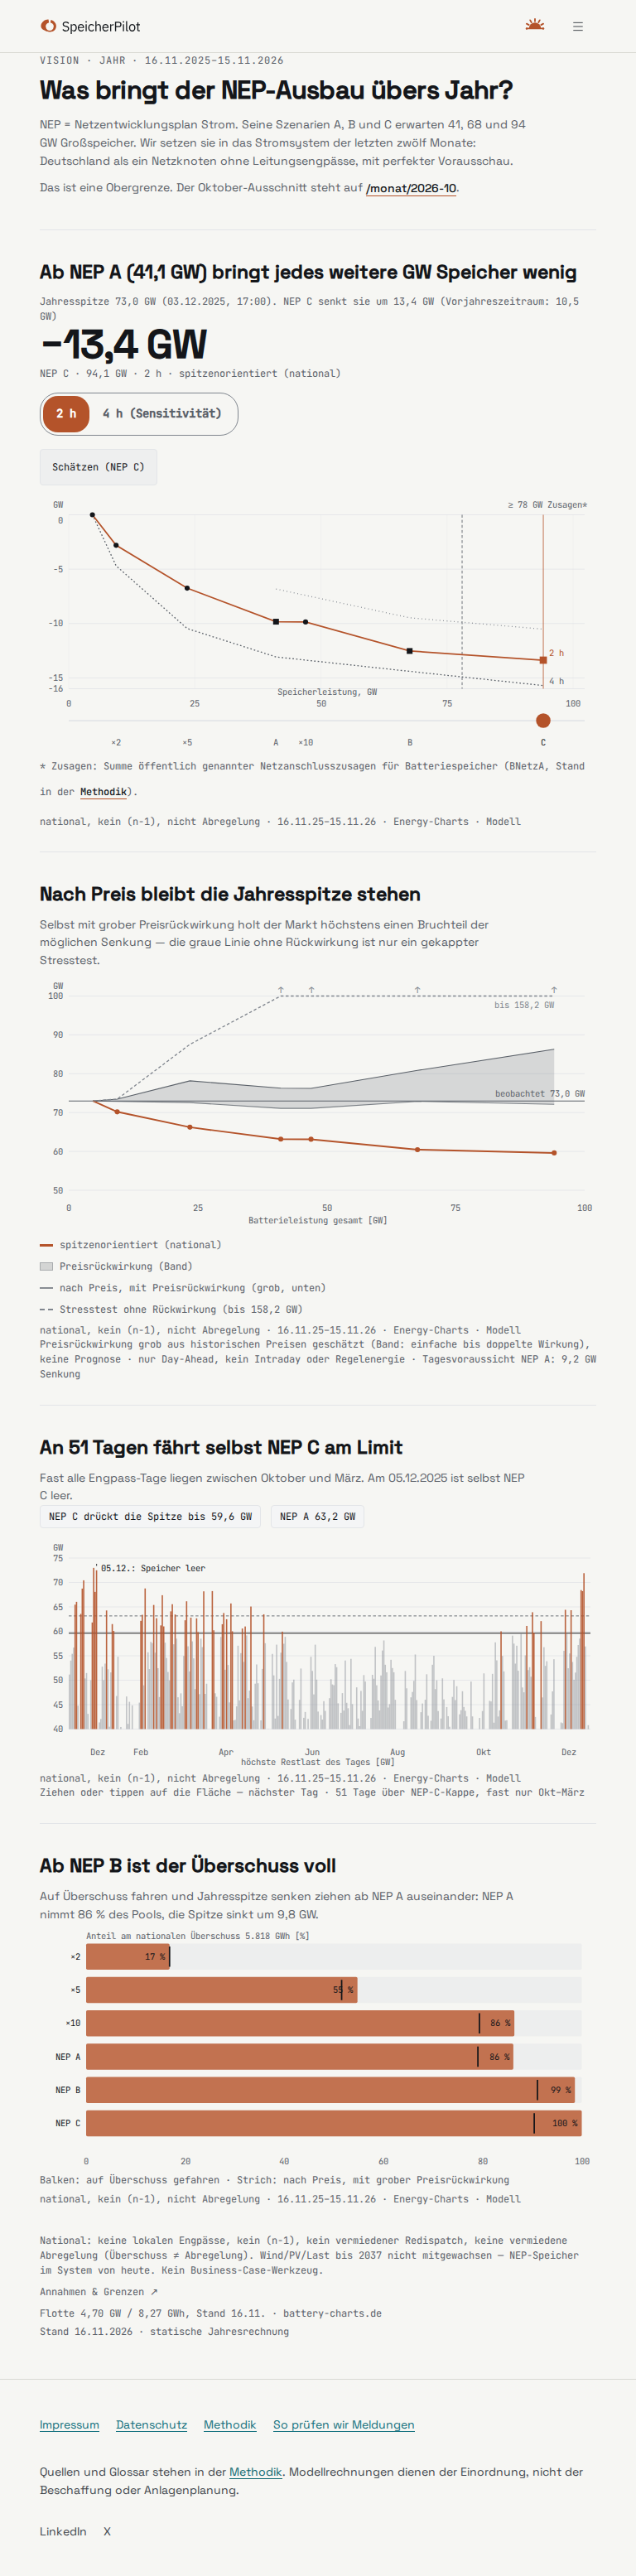 SpeicherPilot
☰
VISION · JAHR · 16.11.2025–15.11.2026
Was bringt der NEP-Ausbau übers Jahr?
NEP = Netzentwicklungsplan Strom. Seine Szenarien A, B und C erwarten 41, 68 und 94
GW Großspeicher. Wir setzen sie in das Stromsystem der letzten zwölf Monate:
Deutschland als ein Netzknoten ohne Leitungsengpässe, mit perfekter Vorausschau.
Das ist eine Obergrenze. Der Oktober-Ausschnitt steht auf /monat/2026-10.
Ab NEP A (41,1 GW) bringt jedes weitere GW Speicher wenig
Jahresspitze 73,0 GW (03.12.2025, 17:00). NEP C senkt sie um 13,4 GW (Vorjahreszeitraum: 10,5
GW)
−13,4 GW
NEP C · 94,1 GW · 2 h · spitzenorientiert (national)
2 h 4 h (Sensitivität)
Schätzen (NEP C)
GW ≥ 78 GW Zusagen*
0
−5
−10
−15
−16
2 h
4 h
Speicherleistung, GW
0 25 50 75 100
×2 ×5 A ×10 B C
* Zusagen: Summe öffentlich genannter Netzanschlusszusagen für Batteriespeicher (BNetzA, Stand
in der Methodik).
national, kein (n-1), nicht Abregelung · 16.11.25–15.11.26 · Energy-Charts · Modell
Nach Preis bleibt die Jahresspitze stehen
Selbst mit grober Preisrückwirkung holt der Markt höchstens einen Bruchteil der
möglichen Senkung — die graue Linie ohne Rückwirkung ist nur ein gekappter
Stresstest.
GW
100
90
80
70
60
50
↑ ↑ ↑ ↑
bis 158,2 GW
beobachtet 73,0 GW
0 25 50 75 100
Batterieleistung gesamt [GW]
spitzenorientiert (national)
Preisrückwirkung (Band)
nach Preis, mit Preisrückwirkung (grob, unten)
Stresstest ohne Rückwirkung (bis 158,2 GW)
national, kein (n-1), nicht Abregelung · 16.11.25–15.11.26 · Energy-Charts · Modell
Preisrückwirkung grob aus historischen Preisen geschätzt (Band: einfache bis doppelte Wirkung),
keine Prognose · nur Day-Ahead, kein Intraday oder Regelenergie · Tagesvoraussicht NEP A: 9,2 GW
Senkung
An 51 Tagen fährt selbst NEP C am Limit
Fast alle Engpass-Tage liegen zwischen Oktober und März. Am 05.12.2025 ist selbst NEP
C leer.
NEP C drückt die Spitze bis 59,6 GW NEP A 63,2 GW
GW
75
70
65
60
55
50
45
40
05.12.: Speicher leer
Dez Feb Apr Jun Aug Okt Dez
höchste Restlast des Tages [GW]
national, kein (n-1), nicht Abregelung · 16.11.25–15.11.26 · Energy-Charts · Modell
Ziehen oder tippen auf die Fläche — nächster Tag · 51 Tage über NEP-C-Kappe, fast nur Okt–März
Ab NEP B ist der Überschuss voll
Auf Überschuss fahren und Jahresspitze senken ziehen ab NEP A auseinander: NEP A
nimmt 86 % des Pools, die Spitze sinkt um 9,8 GW.
Anteil am nationalen Überschuss 5.818 GWh [%]
×2 17 %
×5 55 %
×10 86 %
NEP A 86 %
NEP B 99 %
NEP C 100 %
0 20 40 60 80 100
Balken: auf Überschuss gefahren · Strich: nach Preis, mit grober Preisrückwirkung
national, kein (n-1), nicht Abregelung · 16.11.25–15.11.26 · Energy-Charts · Modell
National: keine lokalen Engpässe, kein (n-1), kein vermiedener Redispatch, keine vermiedene
Abregelung (Überschuss ≠ Abregelung). Wind/PV/Last bis 2037 nicht mitgewachsen — NEP-Speicher
im System von heute. Kein Business-Case-Werkzeug.
Annahmen & Grenzen ↗
Flotte 4,70 GW / 8,27 GWh, Stand 16.11. · battery-charts.de
Stand 16.11.2026 · statische Jahresrechnung
Impressum Datenschutz Methodik So prüfen wir Meldungen
Quellen und Glossar stehen in der Methodik. Modellrechnungen dienen der Einordnung, nicht der
Beschaffung oder Anlagenplanung.
LinkedIn X